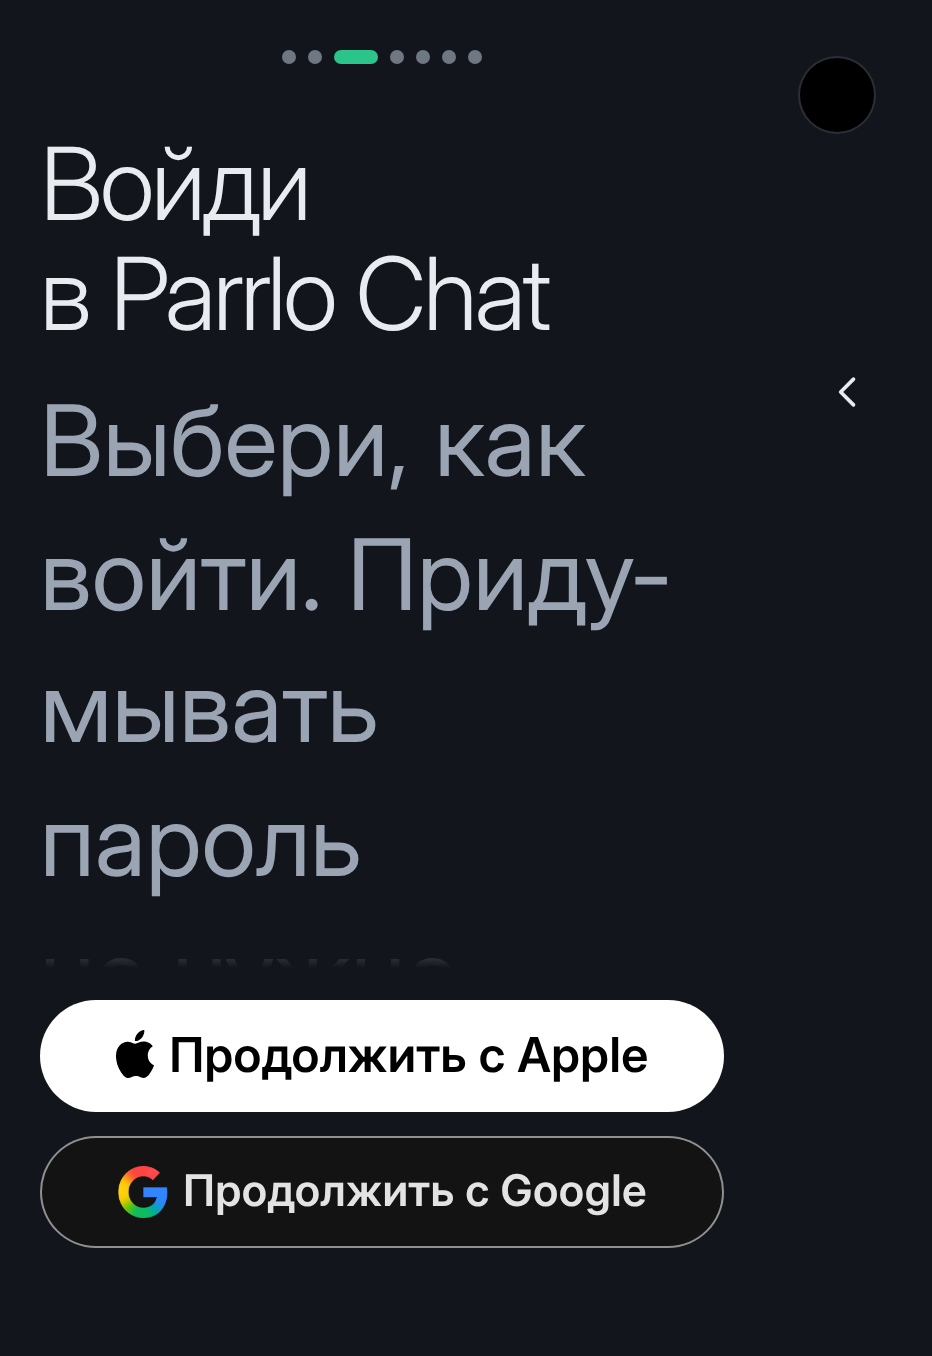 Войди
в Parrlo Chat
Выбери, как
войти. Приду-
мывать
пароль
Продолжить с Apple
Продолжить с Google